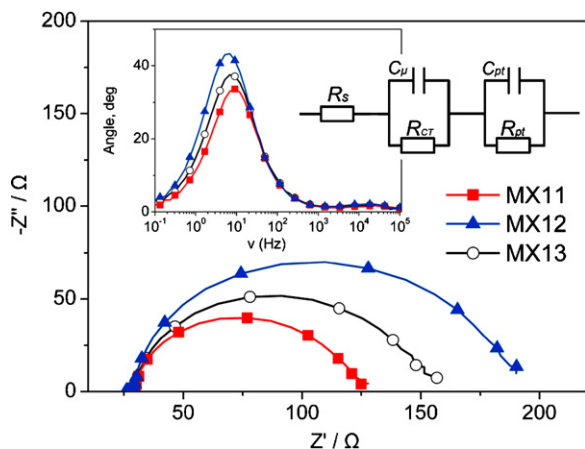 -Z'' / Ω
200
150
100
50
0
50
100
150
200
Z' / Ω
Angle, deg
40
20
0
10⁻¹ 10⁰ 10¹ 10² 10³ 10⁴ 10⁵
ν (Hz)
Rs
Cμ
RCT
Cpt
Rpt
MX11
MX12
MX13